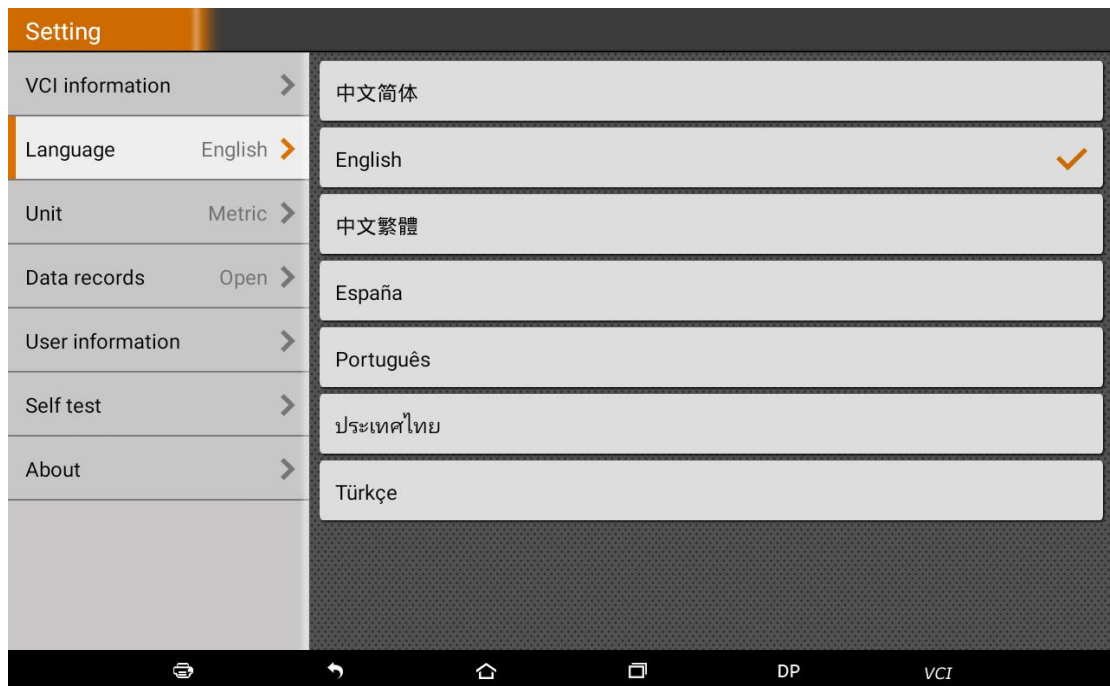 Setting
VCI information
Language English
Unit Metric
Data records Open
User information
Self test
About
中文简体
English
中文繁體
España
Português
ประเทศไทย
Türkçe
DP VCI